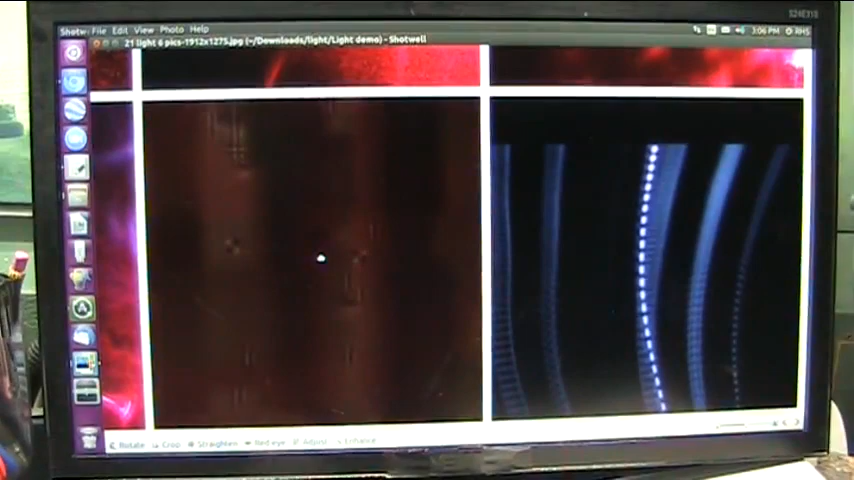 S24E310
Shotw File Edit View Photo Help
3:06 PM RHS
21 light 6 pics-1912x1275.jpg (~/Downloads/light/Light demo) - Shotwell
Rotate Crop Straighten Red-eye Adjust Enhance